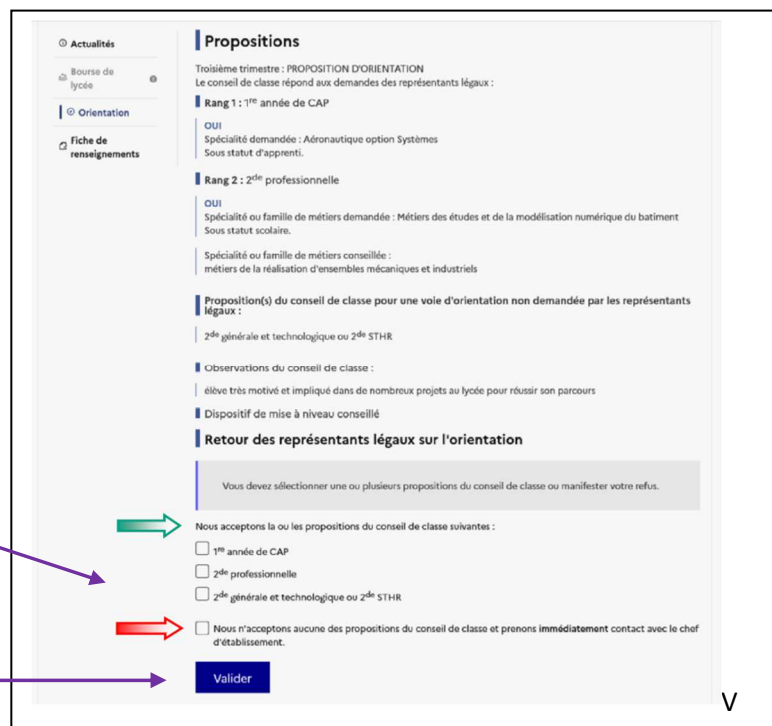 Actualités
Bourse de
lycée
Orientation
Fiche de
renseignements
Propositions
Troisième trimestre : PROPOSITION D'ORIENTATION
Le conseil de classe répond aux demandes des représentants légaux :
Rang 1 : 1re année de CAP
OUI
Spécialité demandée : Aéronautique option Systèmes
Sous statut d'apprenti.
Rang 2 : 2de professionnelle
OUI
Spécialité ou famille de métiers demandée : Métiers des études et de la modélisation numérique du batiment
Sous statut scolaire.
Spécialité ou famille de métiers conseillée :
métiers de la réalisation d'ensembles mécaniques et industriels
Proposition(s) du conseil de classe pour une voie d'orientation non demandée par les représentants
légaux :
2de générale et technologique ou 2de STHR
Observations du conseil de classe :
élève très motivé et impliqué dans de nombreux projets au lycée pour réussir son parcours
Dispositif de mise à niveau conseillé
Retour des représentants légaux sur l'orientation
Vous devez sélectionner une ou plusieurs propositions du conseil de classe ou manifester votre refus.
Nous acceptons la ou les propositions du conseil de classe suivantes :
1re année de CAP
2de professionnelle
2de générale et technologique ou 2de STHR
Nous n'acceptons aucune des propositions du conseil de classe et prenons immédiatement contact avec le chef
d'établissement.
Valider
V